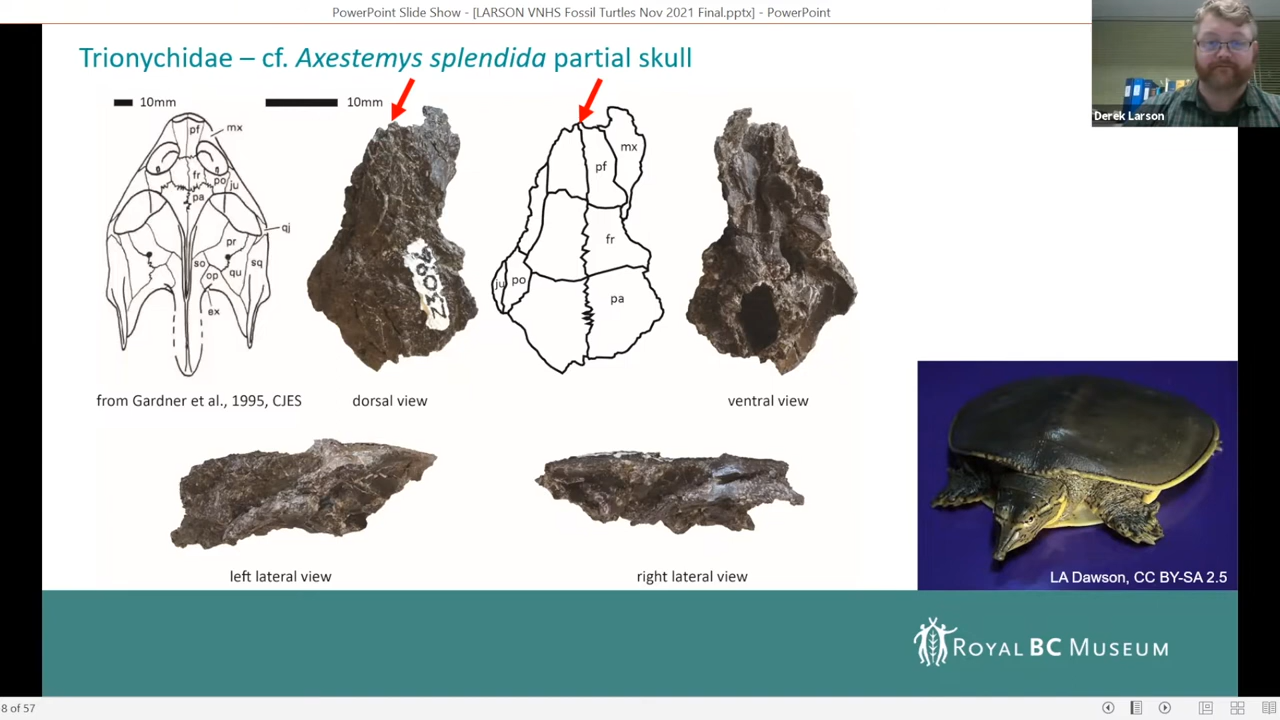 PowerPoint Slide Show - [LARSON VNHS Fossil Turtles Nov 2021 Final.pptx] - PowerPoint
Trionychidae – cf. Axestemys splendida partial skull
Derek Larson
10mm
10mm
pf
mx
fr
po
ju
pa
qj
pr
so
op
qu
sq
ex
23096
mx
pf
fr
ju
po
pa
from Gardner et al., 1995, CJES
dorsal view
ventral view
left lateral view
right lateral view
LA Dawson, CC BY-SA 2.5
ROYAL BC MUSEUM
8 of 57